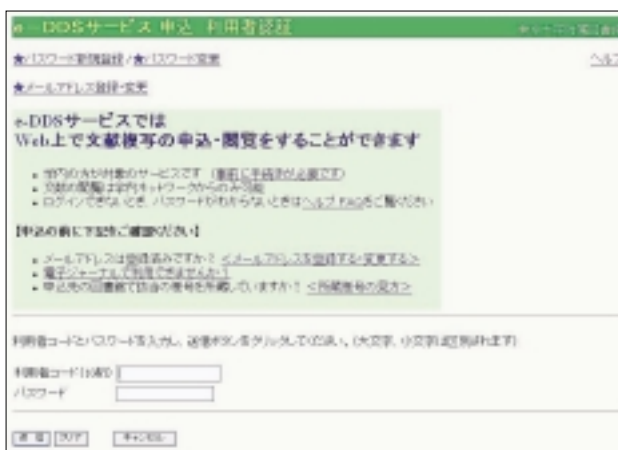 e-DDSサービス 申込 利用者認証
★パスワード新規登録/★パスワード変更
ヘルプ
★メールアドレス登録・変更
e-DDSサービスでは
Web上で文献複写の申込・閲覧をすることができます
学内の方が対象のサービスです (事前に手続きが必要です)
文献の閲覧は学内ネットワークからのみ可能
ログインできないとき、パスワードがわからないときはヘルプ FAQをご覧ください
【申込の前に下記をご確認ください】
メールアドレスは登録済みですか? <メールアドレスを登録する・変更する>
電子ジャーナルで利用できませんか?
申込先の図書館で該当の巻号を所蔵していますか? <所蔵巻号の見方>
利用者コードとパスワードを入力し、送信ボタンをクリックしてください。(大文字、小文字は区別されます)
利用者コード
パスワード
送信 クリア キャンセル